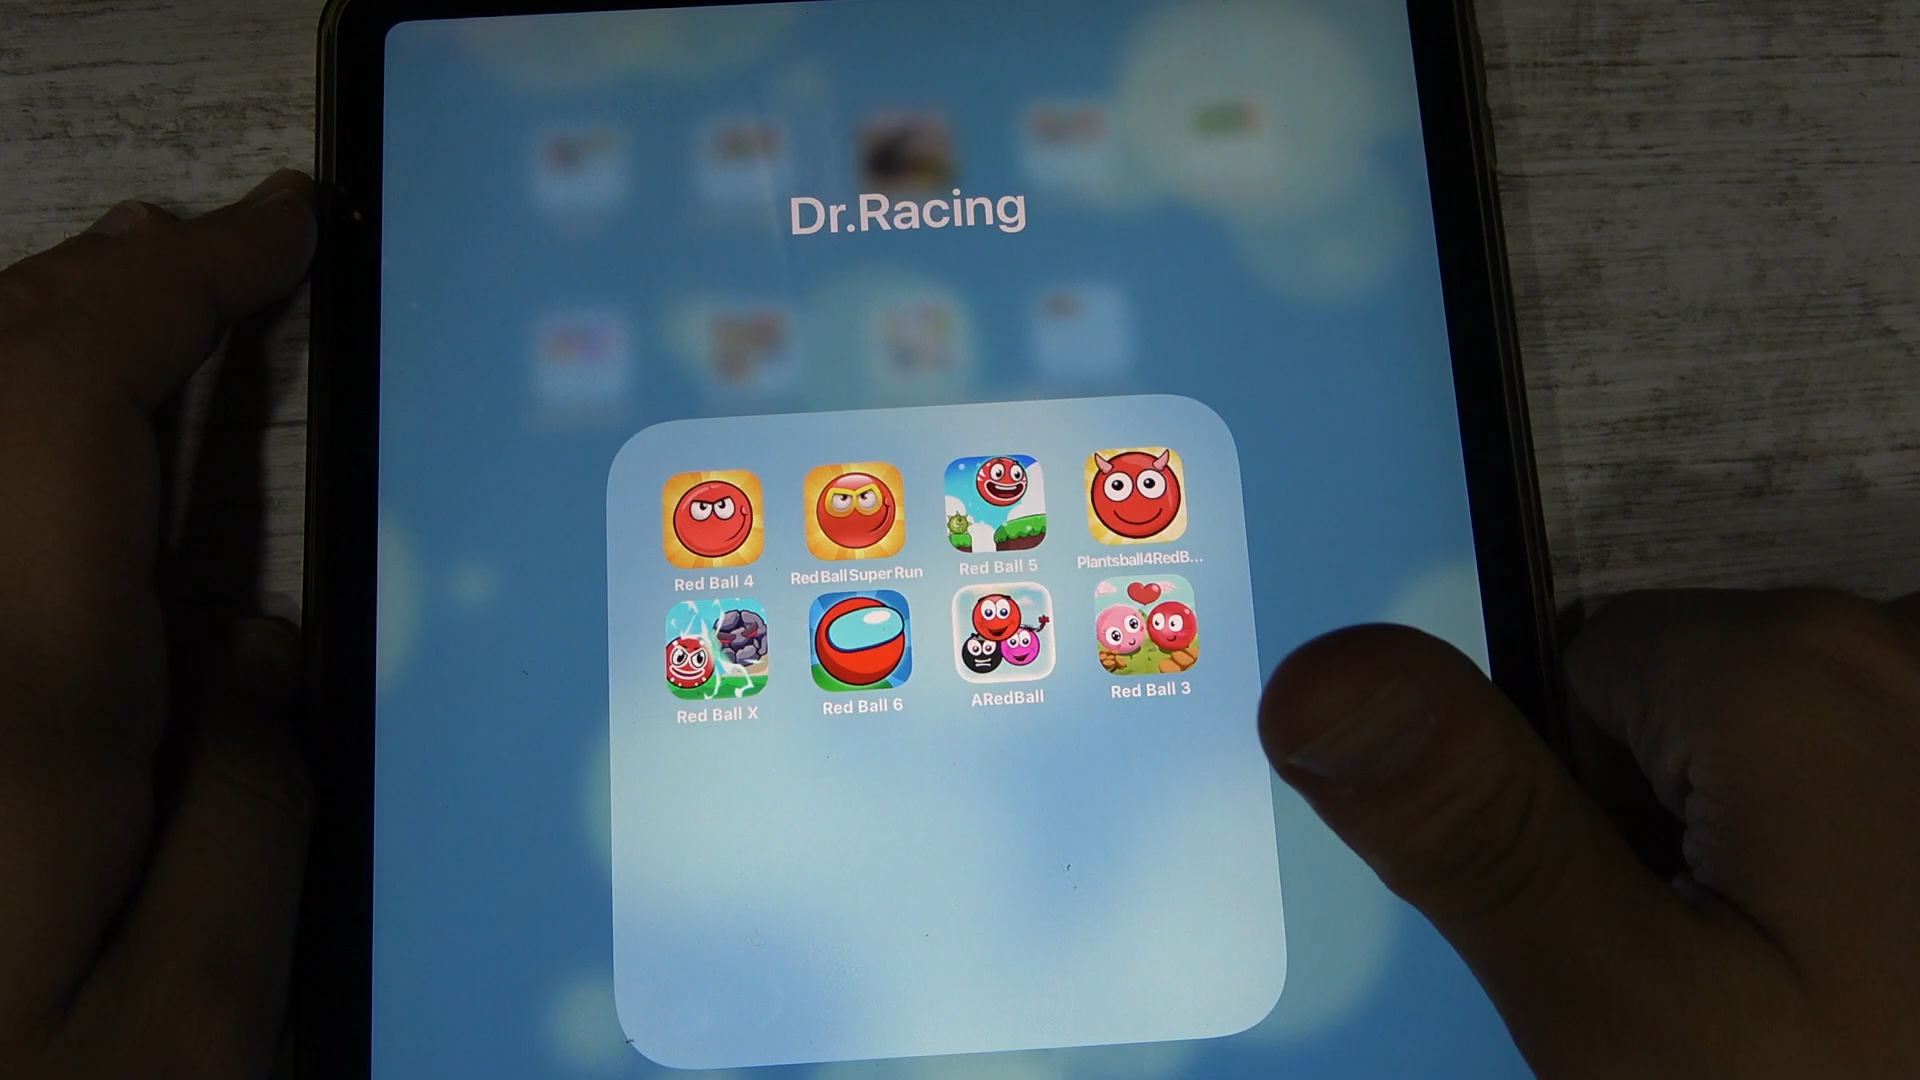 Dr.Racing
Red Ball 4
Red Ball Super Run
Red Ball 5
Plantsball4RedB...
Red Ball X
Red Ball 6
ARedBall
Red Ball 3